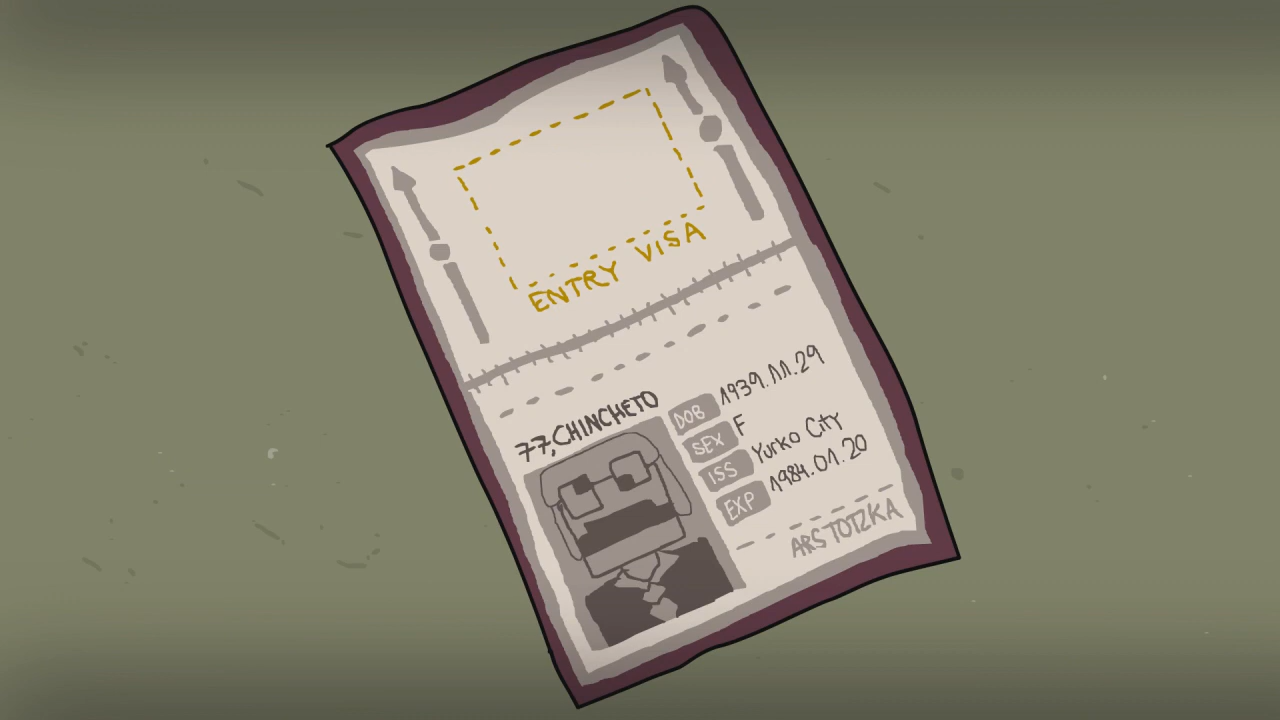 ENTRY VISA
77,CHINCHETO
DOB 1939.11.29
SEX F
ISS Yurko City
EXP 1984.01.20
ARSTOTZKA